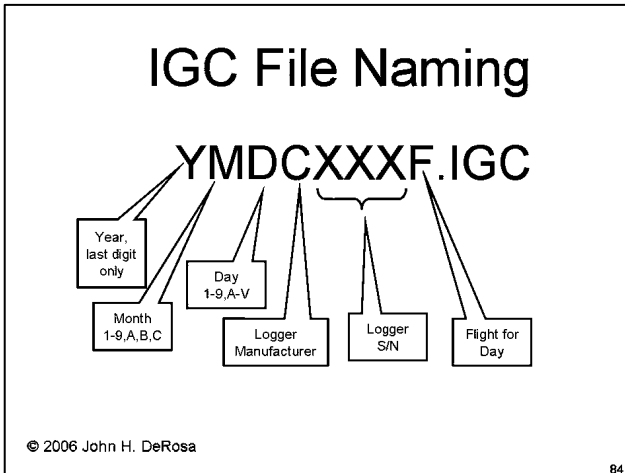 IGC File Naming
YMDCXXXF.IGC
Year,
last digit
only
Month
1-9,A,B,C
Day
1-9,A-V
Logger
Manufacturer
Logger
S/N
Flight for
Day
© 2006 John H. DeRosa
84